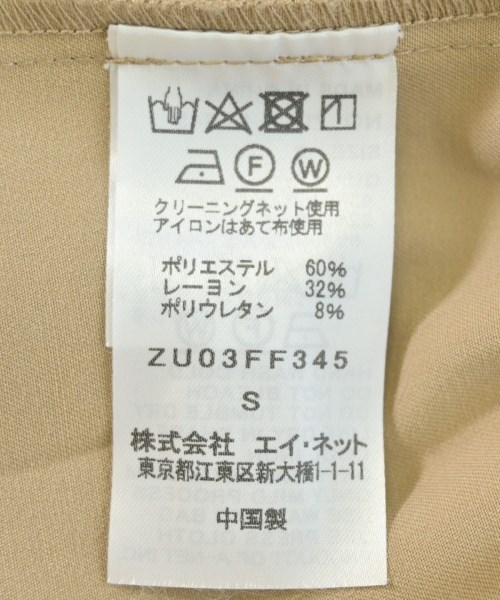 F W
クリーニングネット使用
アイロンはあて布使用
ポリエステル 60%
レーヨン 32%
ポリウレタン 8%
ZU03FF345
S
株式会社 エイ・ネット
東京都江東区新大橋1-1-11
中国製